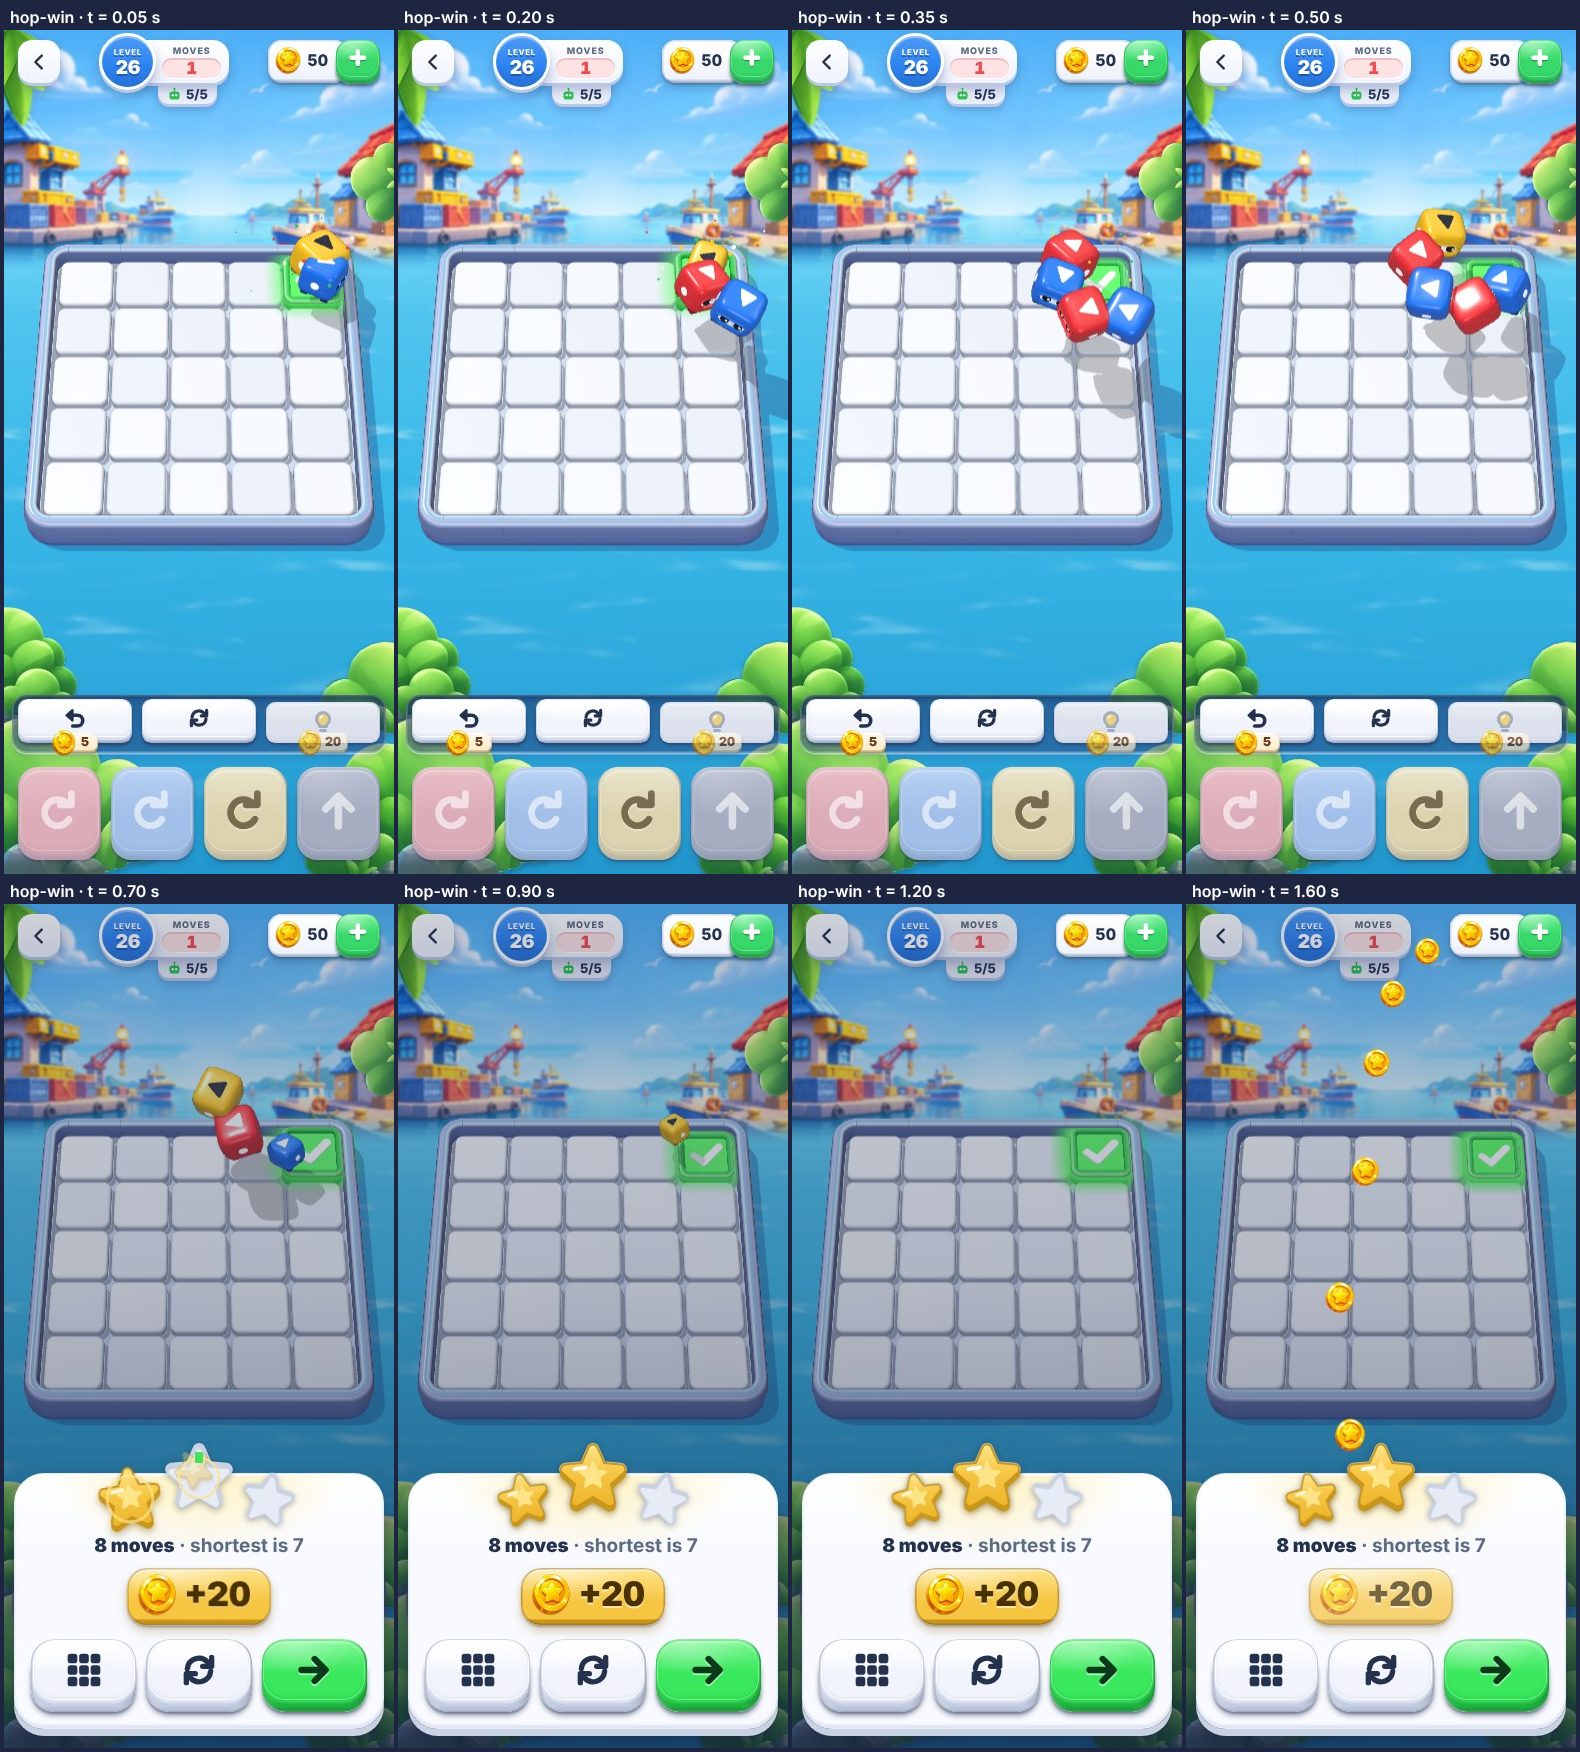 hop-win · t = 0.05 s
LEVEL
26
MOVES
1
5/5
50
5
20
hop-win · t = 0.20 s
LEVEL
26
MOVES
1
5/5
50
5
20
hop-win · t = 0.35 s
LEVEL
26
MOVES
1
5/5
50
5
20
hop-win · t = 0.50 s
LEVEL
26
MOVES
1
5/5
50
5
20
hop-win · t = 0.70 s
LEVEL
26
MOVES
1
5/5
50
8 moves · shortest is 7
+20
hop-win · t = 0.90 s
LEVEL
26
MOVES
1
5/5
50
8 moves · shortest is 7
+20
hop-win · t = 1.20 s
LEVEL
26
MOVES
1
5/5
50
8 moves · shortest is 7
+20
hop-win · t = 1.60 s
LEVEL
26
MOVES
1
5/5
50
8 moves · shortest is 7
+20